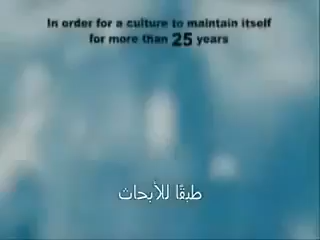 In order for a culture to maintain itself
for more than 25 years
طبقًا للأبحاث